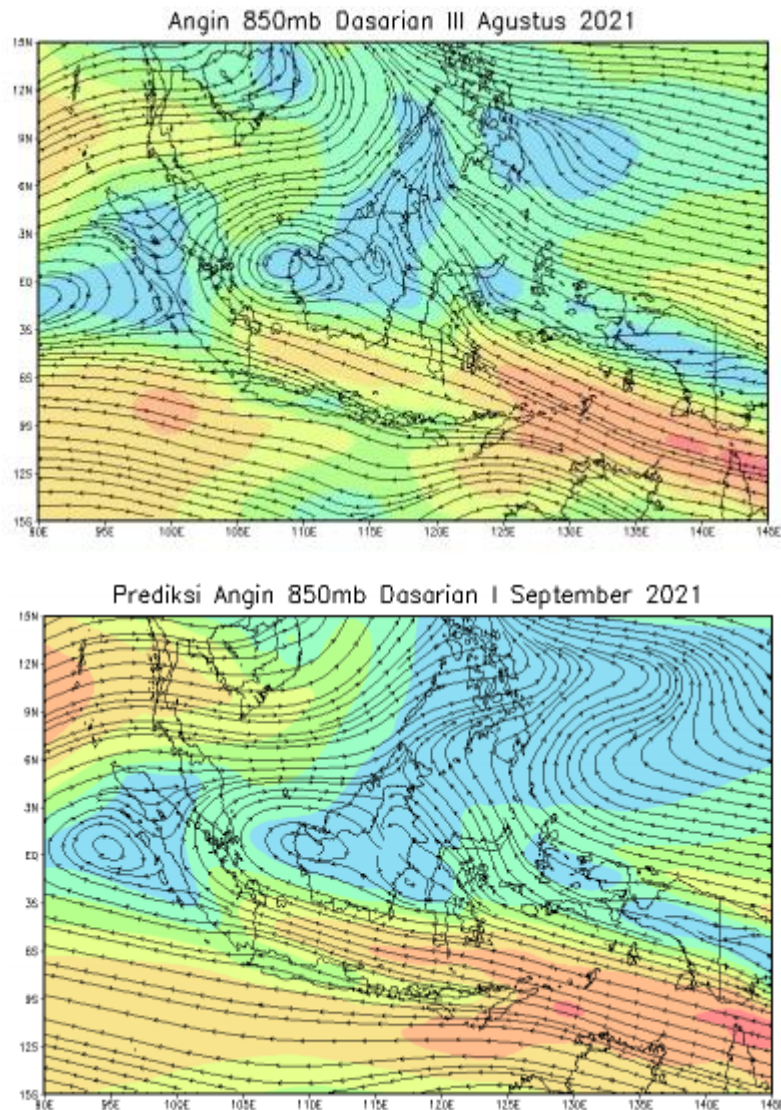 Angin 850mb Dasarian III Agustus 2021
15N
12N
9N
6N
3N
EQ
3S
6S
9S
12S
15S
90E 95E 100E 105E 110E 115E 120E 125E 130E 135E 140E 145E
Prediksi Angin 850mb Dasarian I September 2021
15N
12N
9N
6N
3N
EQ
3S
6S
9S
12S
15S
90E 95E 100E 105E 110E 115E 120E 125E 130E 135E 140E 145E